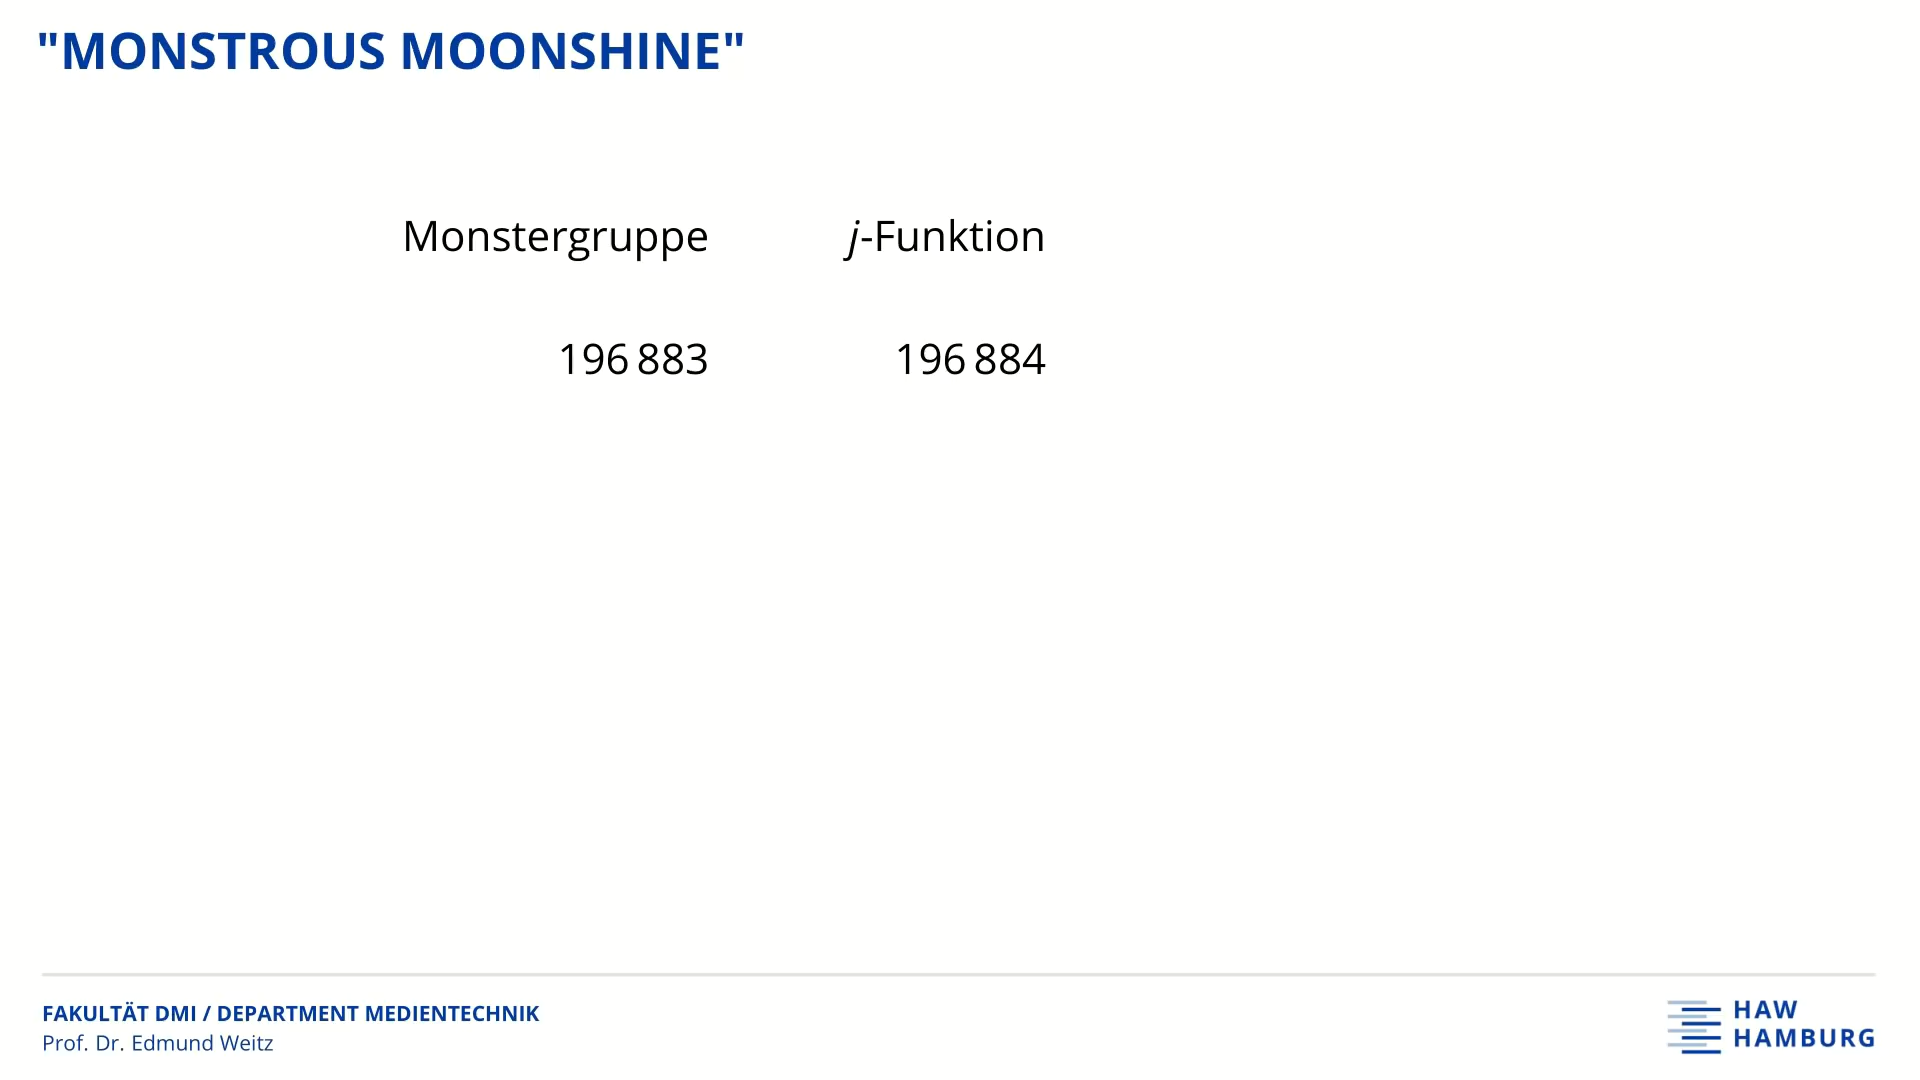 "MONSTROUS MOONSHINE"
Monstergruppe j-Funktion
196 883 196 884
FAKULTÄT DMI / DEPARTMENT MEDIENTECHNIK
Prof. Dr. Edmund Weitz
HAW
HAMBURG